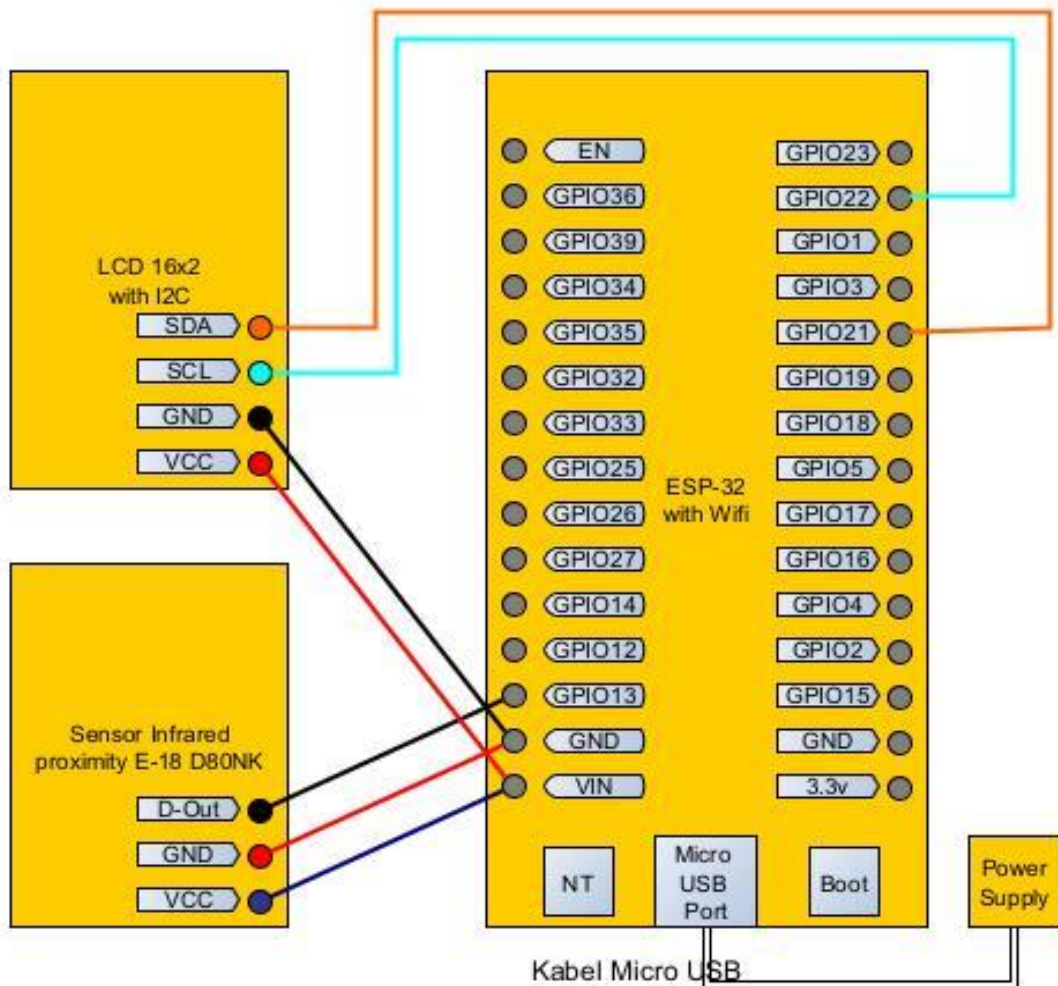 LCD 16x2
with I2C
SDA
SCL
GND
VCC
Sensor Infrared
proximity E-18 D80NK
D-Out
GND
VCC
EN
GPIO36
GPIO39
GPIO34
GPIO35
GPIO32
GPIO33
GPIO25
GPIO26
GPIO27
GPIO14
GPIO12
GPIO13
GND
VIN
ESP-32
with Wifi
GPIO23
GPIO22
GPIO1
GPIO3
GPIO21
GPIO19
GPIO18
GPIO5
GPIO17
GPIO16
GPIO4
GPIO2
GPIO15
GND
3.3v
NT
Micro
USB
Port
Boot
Power
Supply
Kabel Micro USB